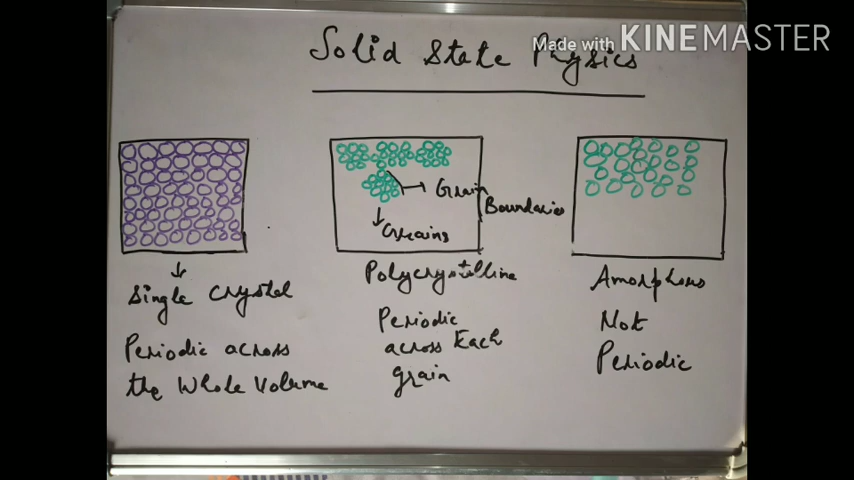 Solid State Physics
Made with KINEMASTER
Grain
Boundaries
Grains
Single Crystal
Periodic across
the Whole Volume
Polycrystalline
Periodic
across Each
grain
Amorphous
Not
Periodic